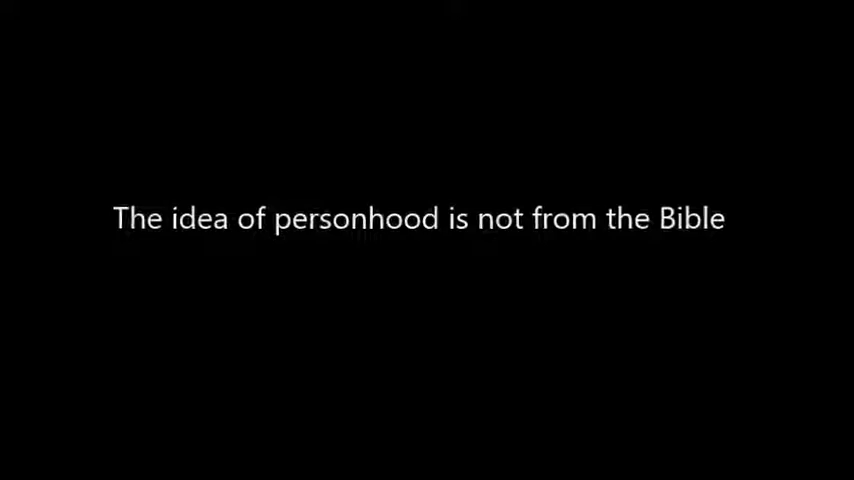 The idea of personhood is not from the Bible